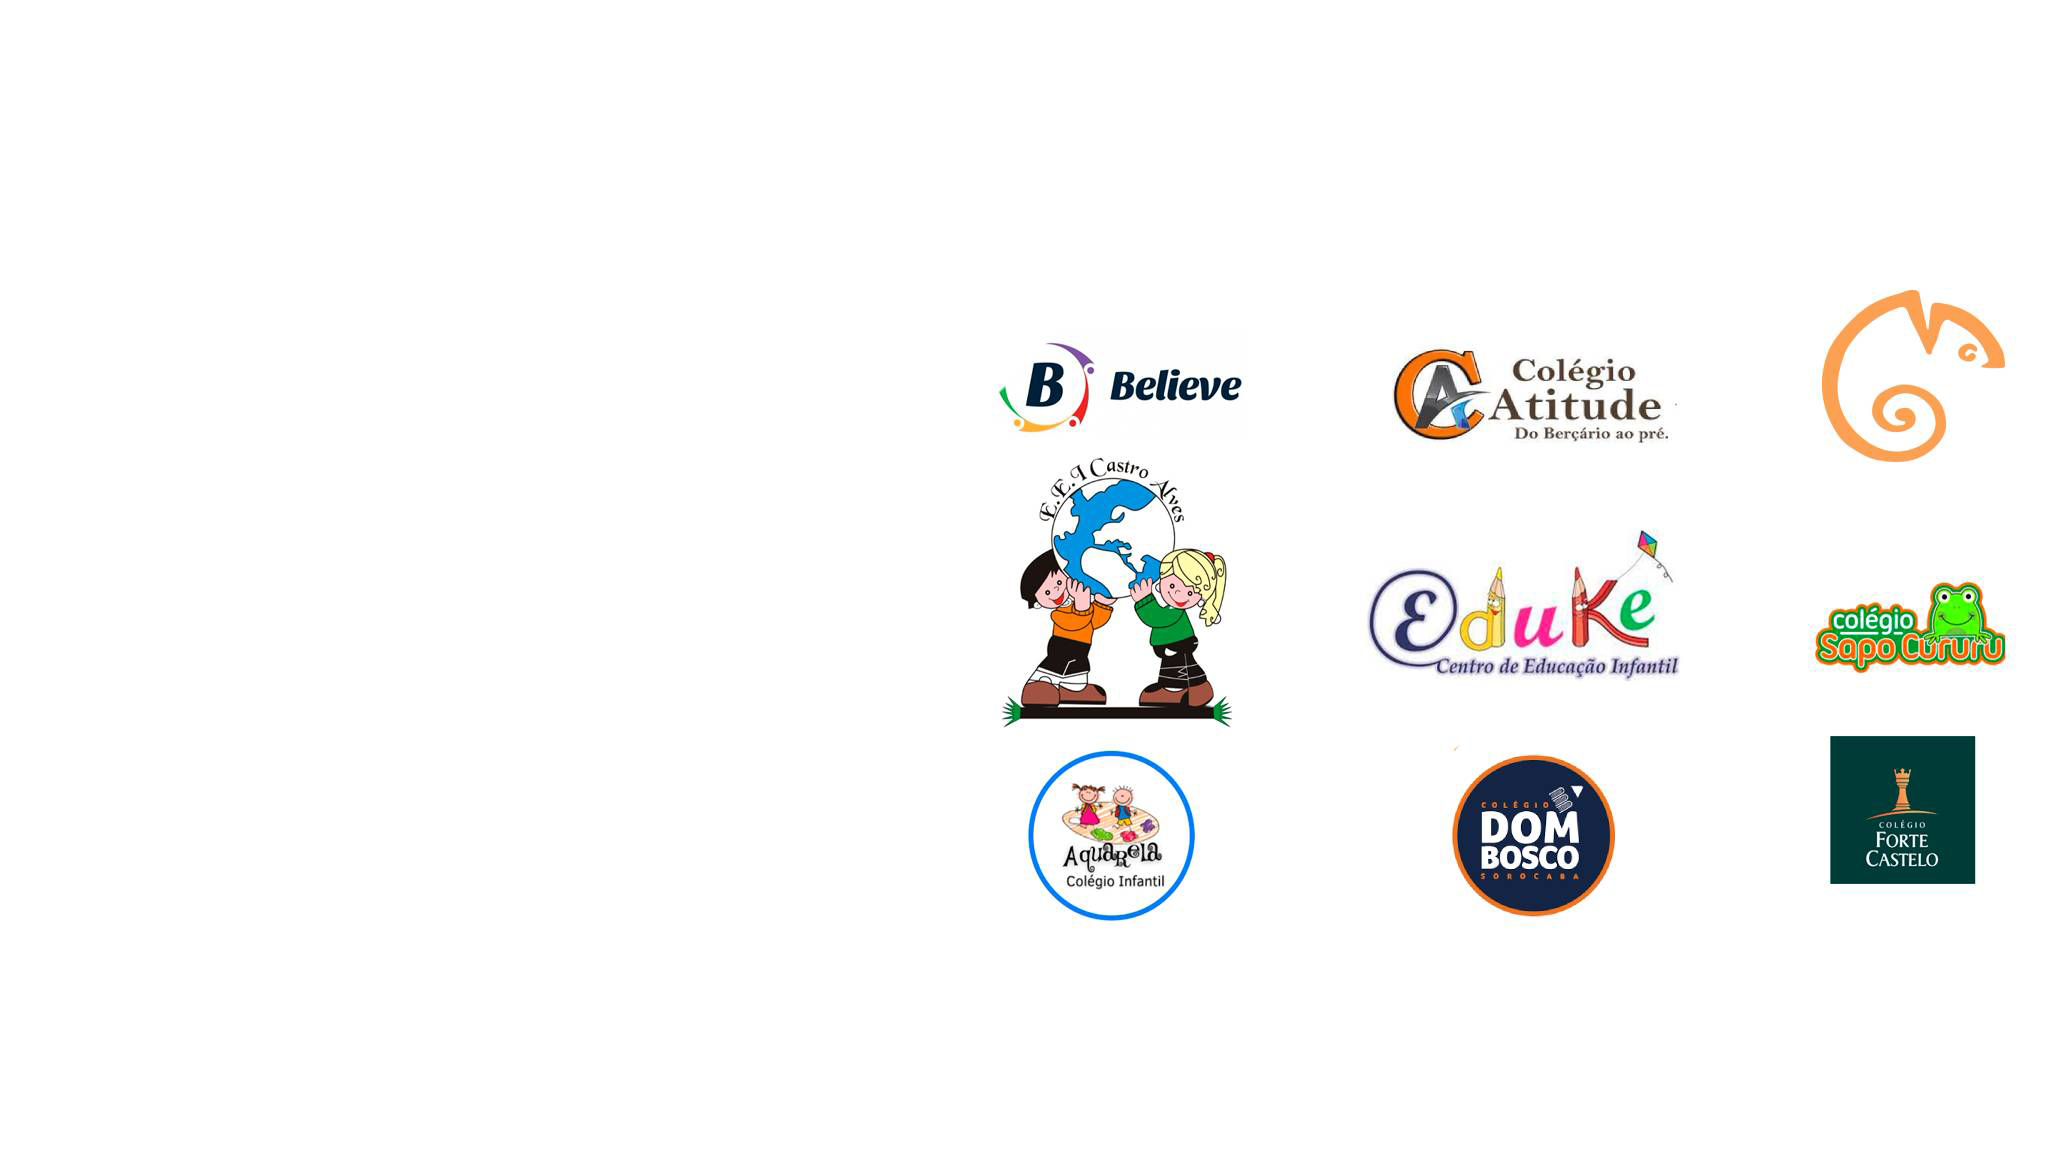 B Believe
CA Colégio
Atitude
Do Berçário ao pré.
E.E.I Castro Alves
Eduke
Centro de Educação Infantil
colégio
Sapo Cururu
Aquarela
Colégio Infantil
COLÉGIO
DOM
BOSCO
SOROCABA
COLÉGIO
FORTE
CASTELO